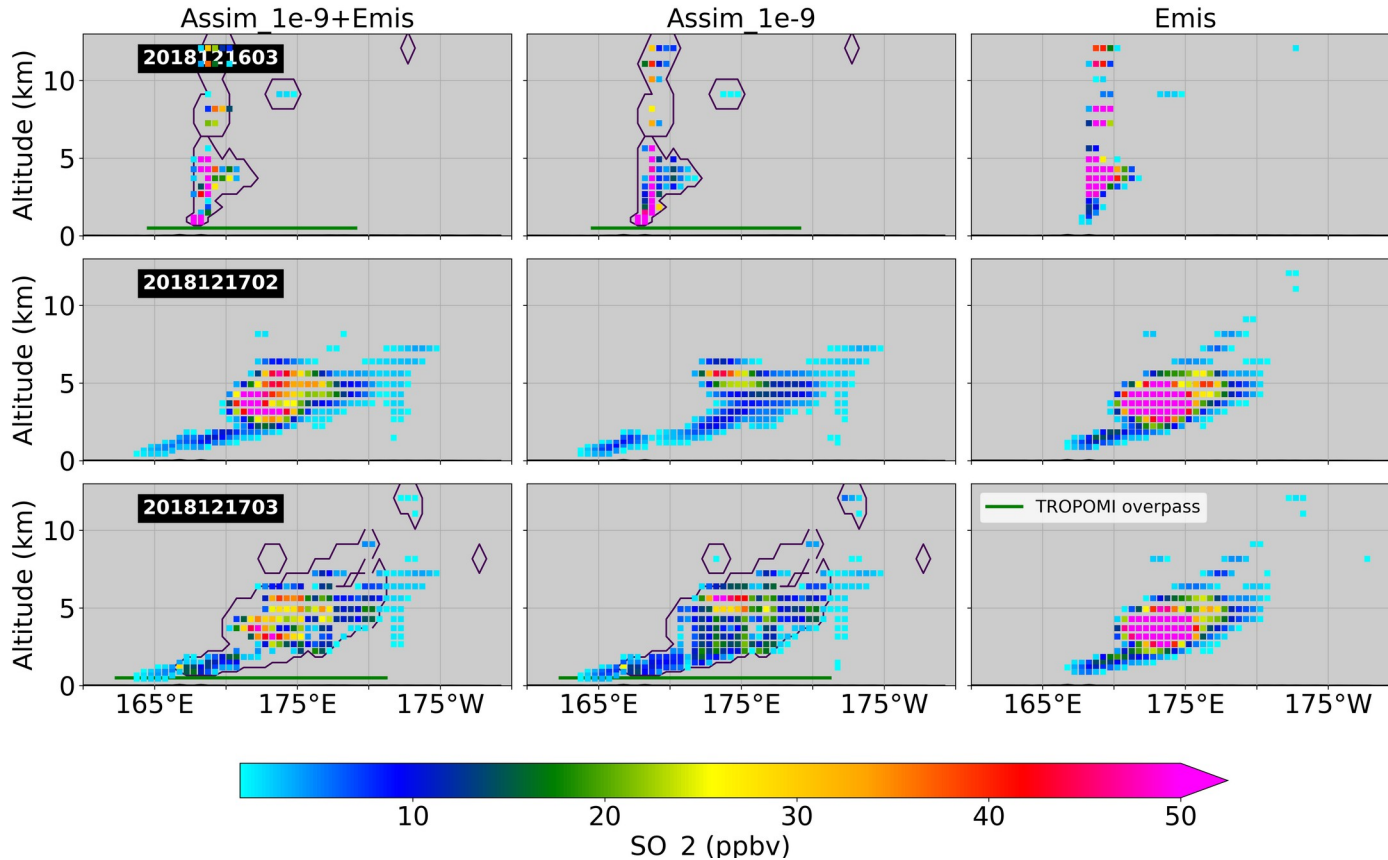 Assim_1e-9+Emis Assim_1e-9 Emis
Altitude (km)
10
5
0
2018121603
Altitude (km)
10
5
0
2018121702
Altitude (km)
10
5
0
2018121703
TROPOMI overpass
165°E 175°E 175°W 165°E 175°E 175°W 165°E 175°E 175°W
10 20 30 40 50
SO_2 (ppbv)